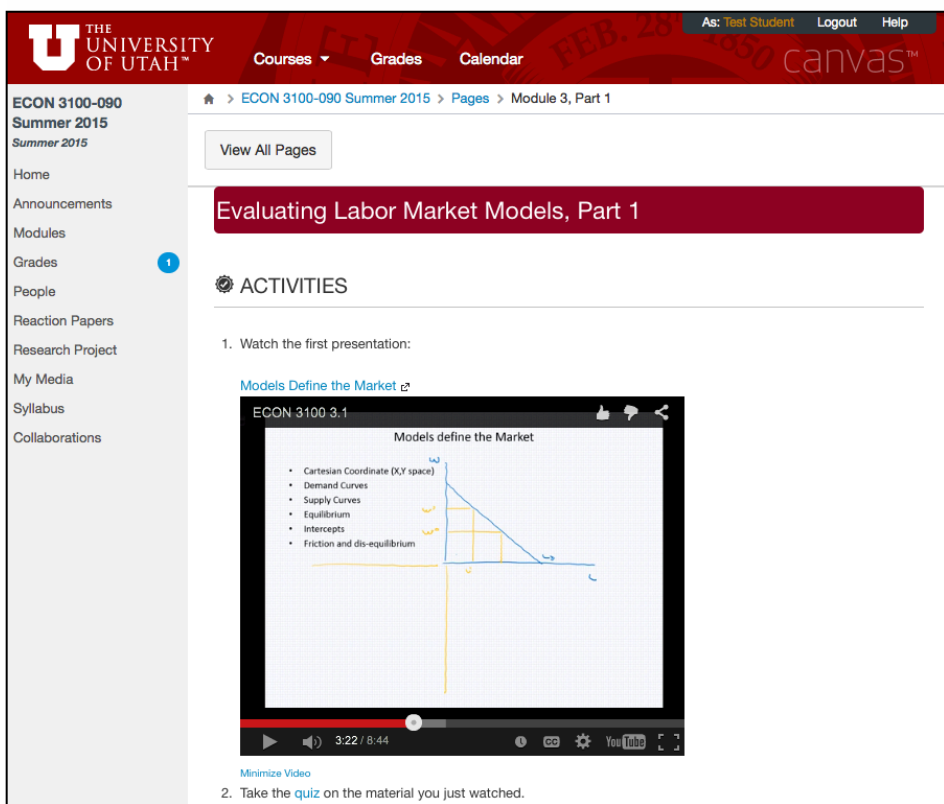 As: Test Student Logout Help
THE
UNIVERSITY
OF UTAH™
Courses Grades Calendar
FEB. 28 1850
canvas™
ECON 3100-090
Summer 2015
Summer 2015
Home
Announcements
Modules
Grades 1
People
Reaction Papers
Research Project
My Media
Syllabus
Collaborations
> ECON 3100-090 Summer 2015 > Pages > Module 3, Part 1
View All Pages
Evaluating Labor Market Models, Part 1
ACTIVITIES
1. Watch the first presentation:
Models Define the Market
ECON 3100 3.1
Models define the Market
• Cartesian Coordinate (X,Y space)
• Demand Curves
• Supply Curves
• Equilibrium
• Intercepts
• Friction and dis-equilibrium
3:22 / 8:44
CC
YouTube
Minimize Video
2. Take the quiz on the material you just watched.